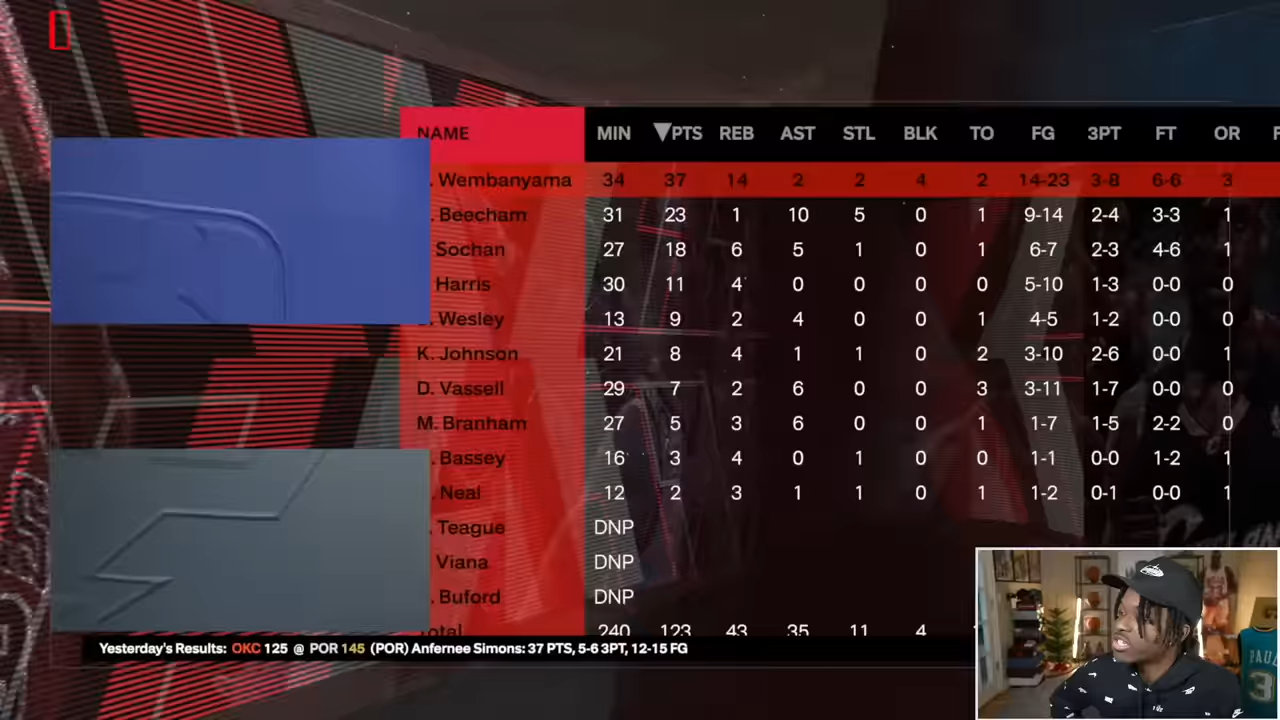 NAME MIN ▼PTS REB AST STL BLK TO FG 3PT FT OR
. Wembanyama 34 37 14 2 2 4 2 14-23 3-8 6-6 3
. Beecham 31 23 1 10 5 0 1 9-14 2-4 3-3 1
Sochan 27 18 6 5 1 0 1 6-7 2-3 4-6 1
Harris 30 11 4 0 0 0 0 5-10 1-3 0-0 0
. Wesley 13 9 2 4 0 0 1 4-5 1-2 0-0 0
K. Johnson 21 8 4 1 1 0 2 3-10 2-6 0-0 1
D. Vassell 29 7 2 6 0 0 3 3-11 1-7 0-0 0
M. Branham 27 5 3 6 0 0 1 1-7 1-5 2-2 0
. Bassey 16 3 4 0 1 0 0 1-1 0-0 1-2 1
. Neal 12 2 3 1 1 0 1 1-2 0-1 0-0 1
. Teague DNP
Viana DNP
. Buford DNP
Total 240 123 43 35 11 4
Yesterday's Results: OKC 125 @ POR 145 (POR) Anfernee Simons: 37 PTS, 5-6 3PT, 12-15 FG
PAUL
3